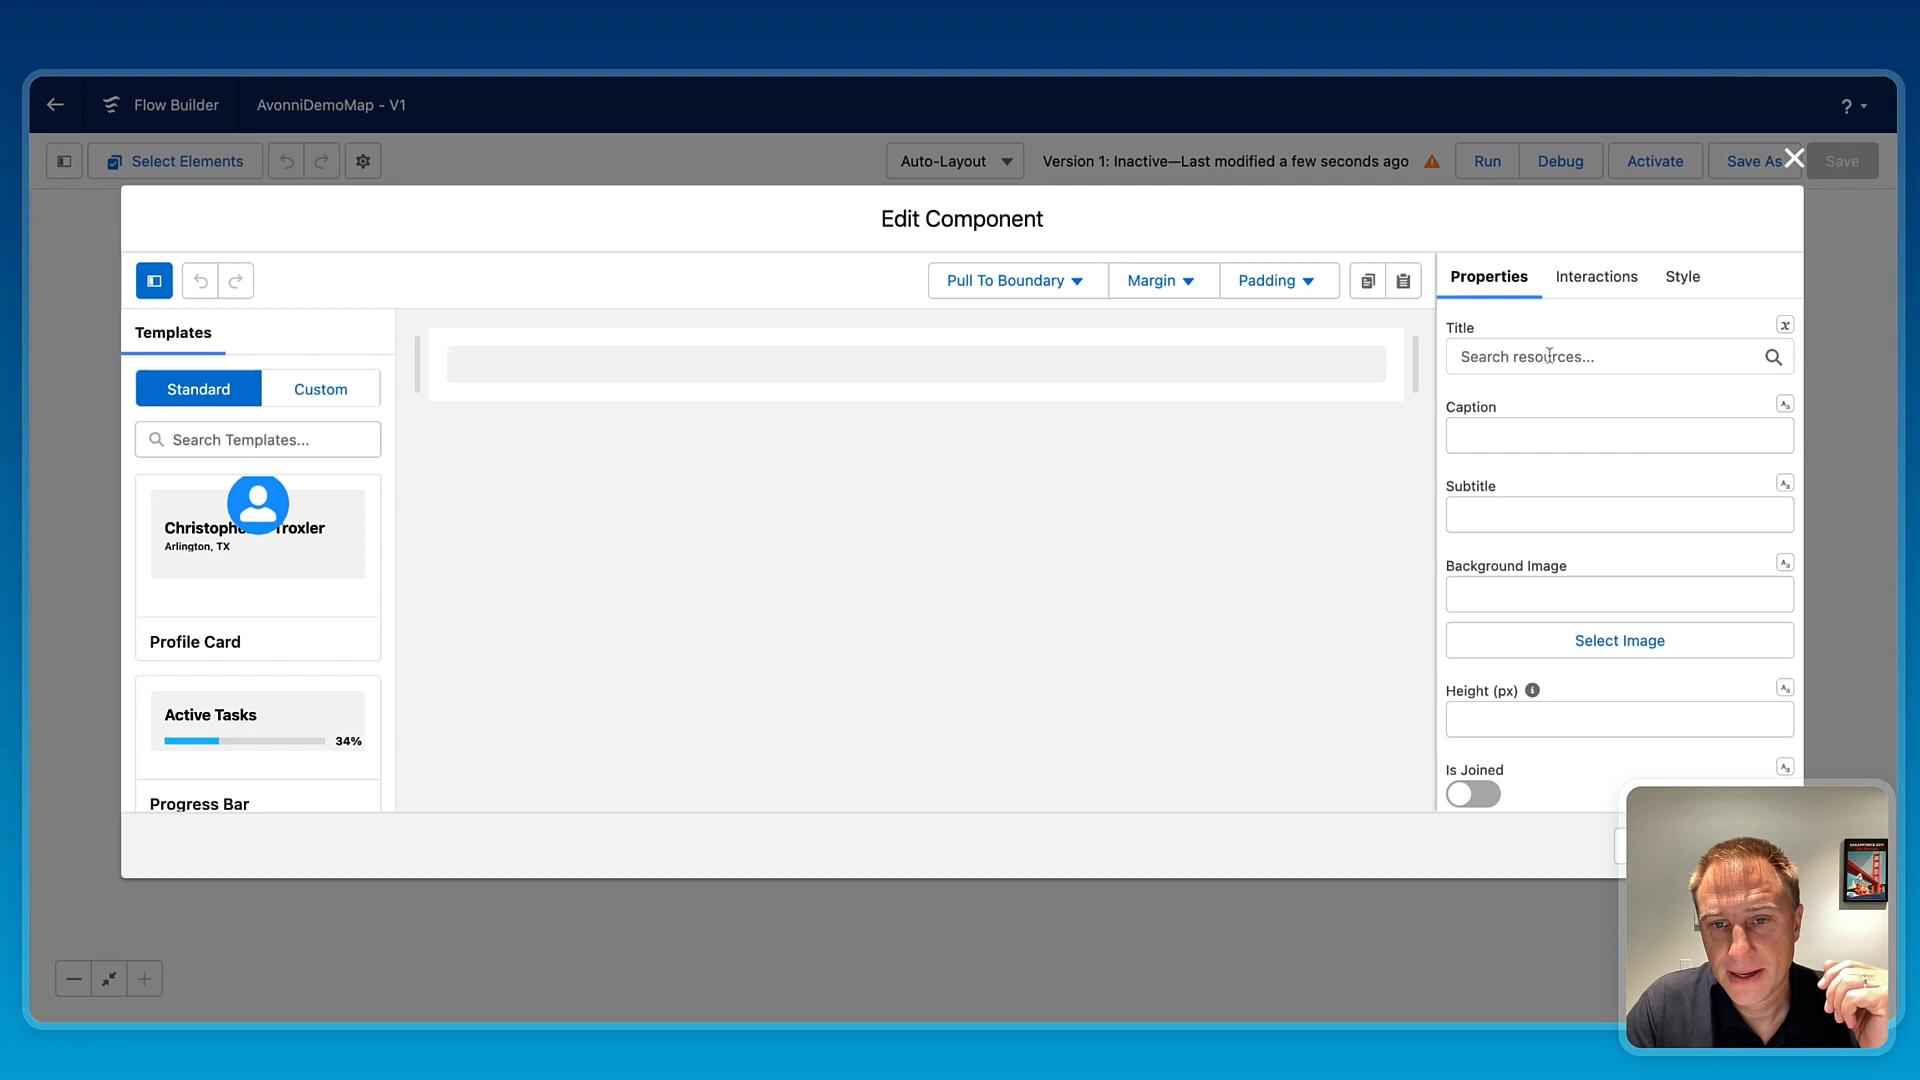 Flow Builder
AvonniDemoMap - V1
?
Select Elements
Auto-Layout
Version 1: Inactive—Last modified a few seconds ago
Run
Debug
Activate
Save As
Save
Edit Component
Pull To Boundary
Margin
Padding
Properties
Interactions
Style
Templates
Standard
Custom
Search Templates...
Arlington, TX
Profile Card
Active Tasks
34%
Progress Bar
Title
Search resources...
Caption
Subtitle
Background Image
Select Image
Height (px)
Is Joined
DREAMFORCE 2017